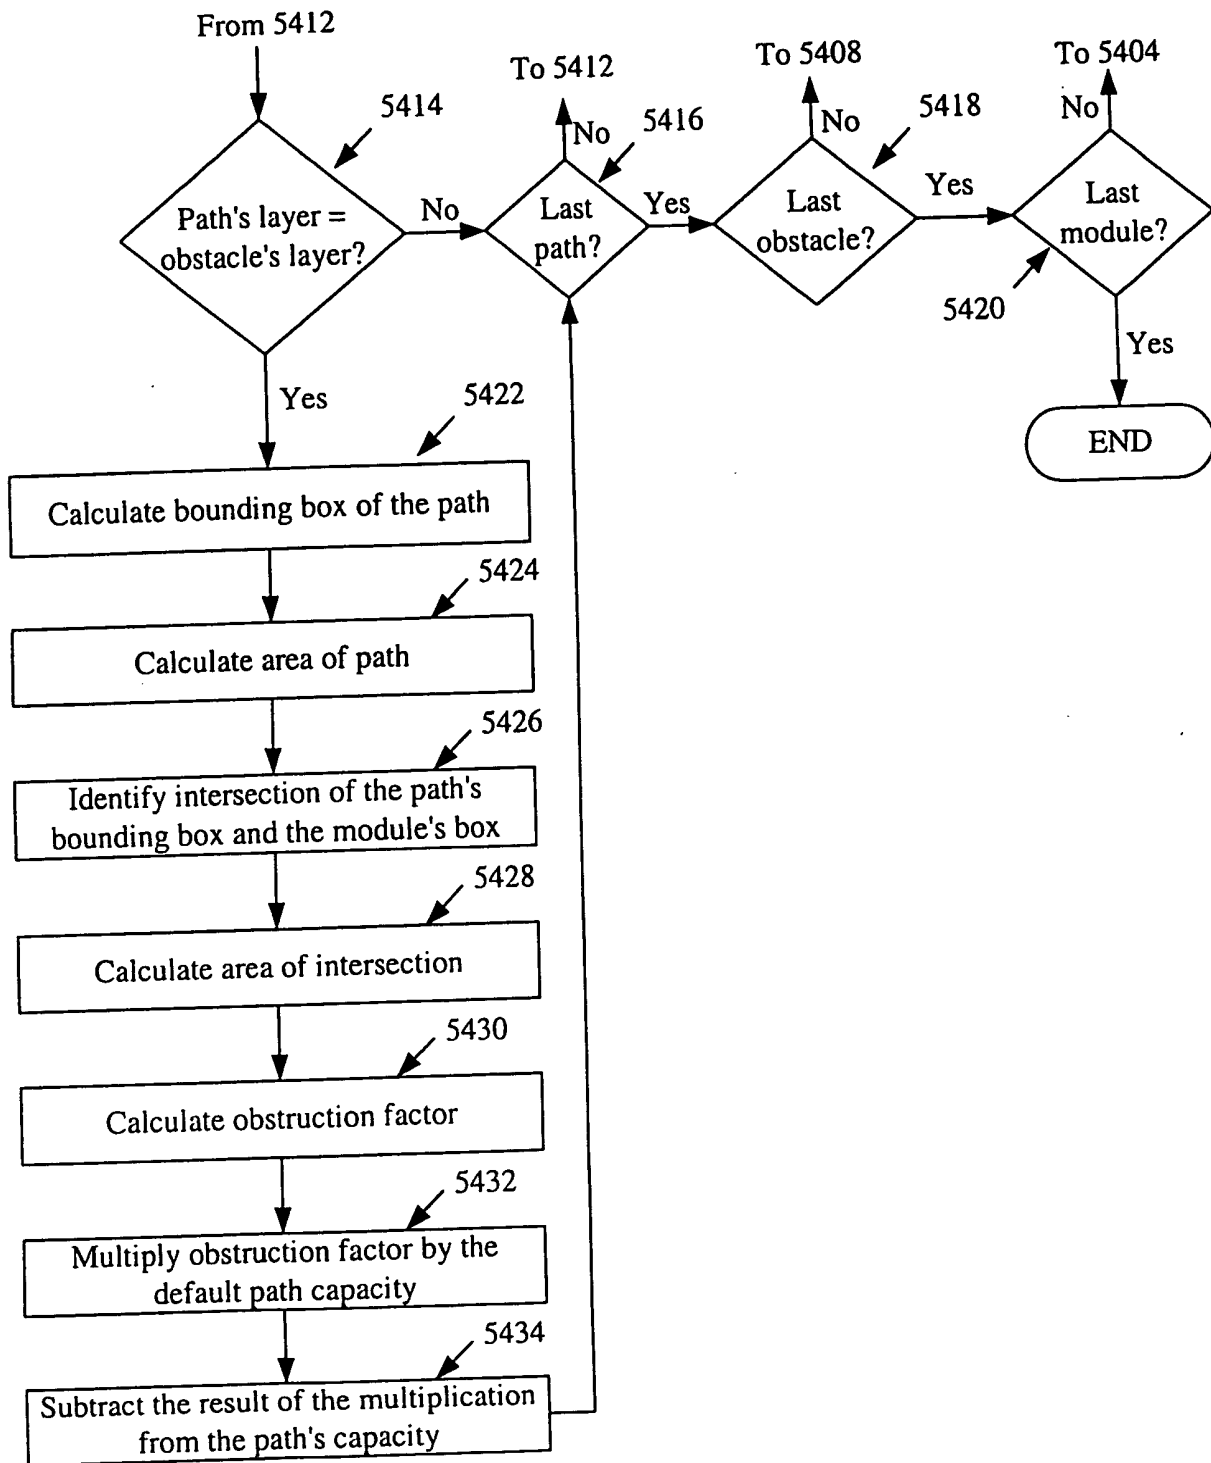 From 5412
To 5412
To 5408
To 5404
5414
No
5416
No
5418
No
Path's layer =
obstacle's layer?
No
Last
path?
Yes
Last
obstacle?
Yes
Last
module?
5420
Yes
END
Yes
5422
Calculate bounding box of the path
5424
Calculate area of path
5426
Identify intersection of the path's
bounding box and the module's box
5428
Calculate area of intersection
5430
Calculate obstruction factor
5432
Multiply obstruction factor by the
default path capacity
5434
Subtract the result of the multiplication
from the path's capacity